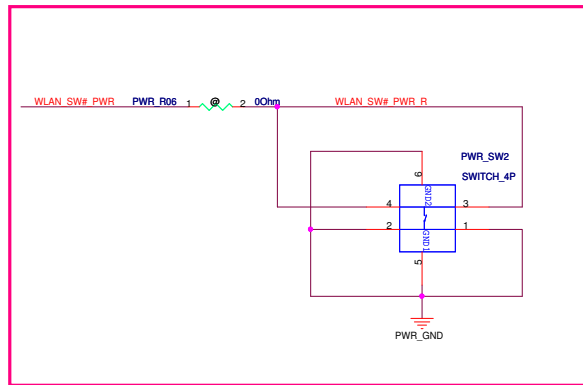 WLAN_SW#_PWR PWR_R06 1 @ 2 0Ohm WLAN_SW#_PWR_R
PWR_SW2
SWITCH_4P
6
GND2
4 3
2 1
GND1
5
PWR_GND